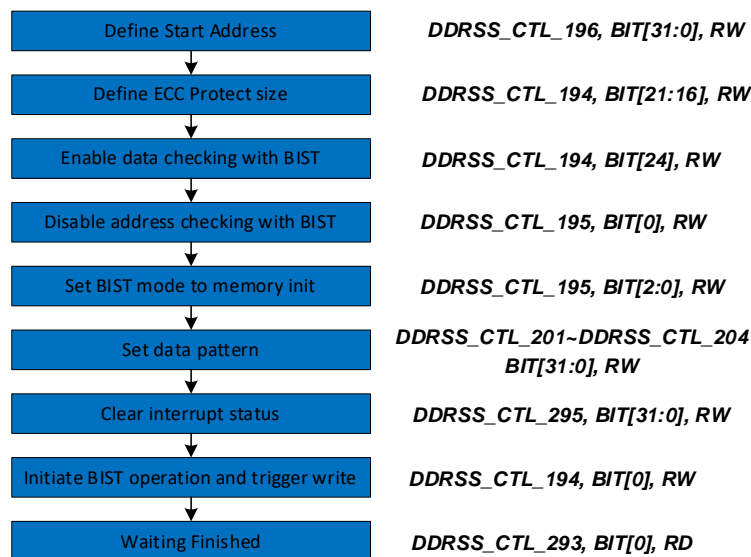 Define Start Address
DDRSS_CTL_196, BIT[31:0], RW
Define ECC Protect size
DDRSS_CTL_194, BIT[21:16], RW
Enable data checking with BIST
DDRSS_CTL_194, BIT[24], RW
Disable address checking with BIST
DDRSS_CTL_195, BIT[0], RW
Set BIST mode to memory init
DDRSS_CTL_195, BIT[2:0], RW
Set data pattern
DDRSS_CTL_201~DDRSS_CTL_204
BIT[31:0], RW
Clear interrupt status
DDRSS_CTL_295, BIT[31:0], RW
Initiate BIST operation and trigger write
DDRSS_CTL_194, BIT[0], RW
Waiting Finished
DDRSS_CTL_293, BIT[0], RD